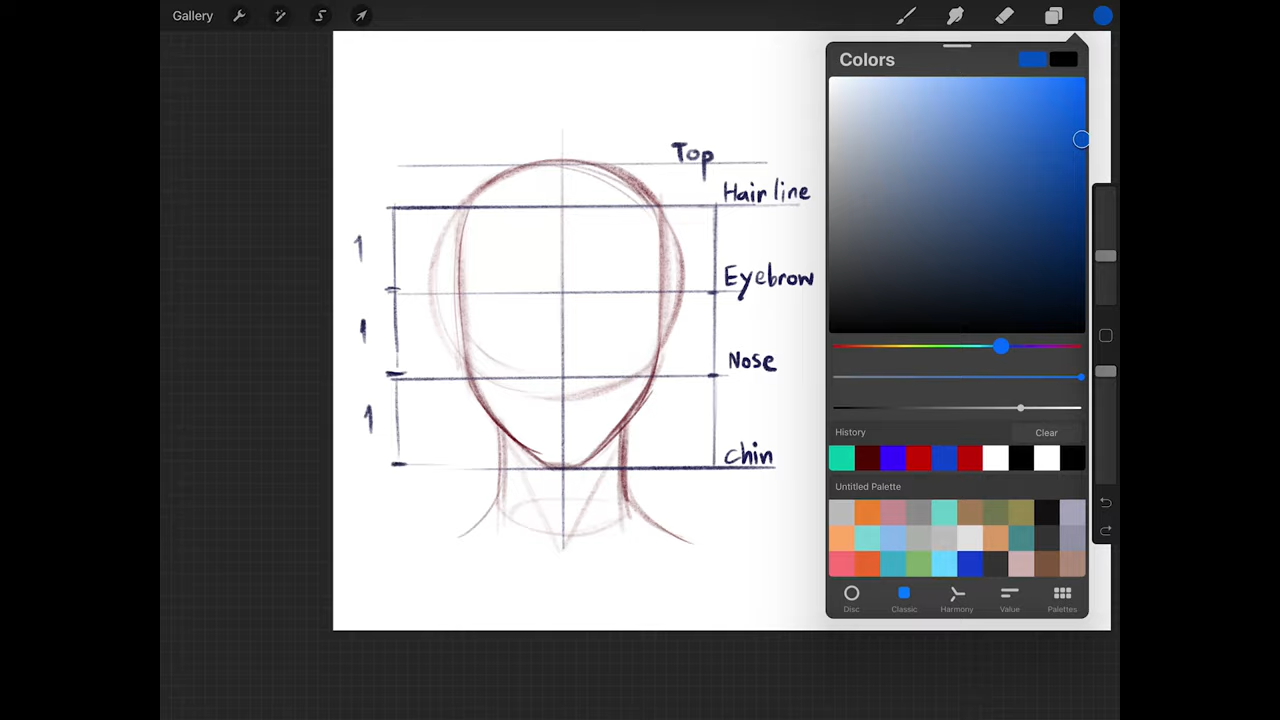 Gallery
Colors
Top
Hair line
1
Eyebrow
1
Nose
1
chin
History
Clear
Untitled Palette
Disc
Classic
Harmony
Value
Palettes